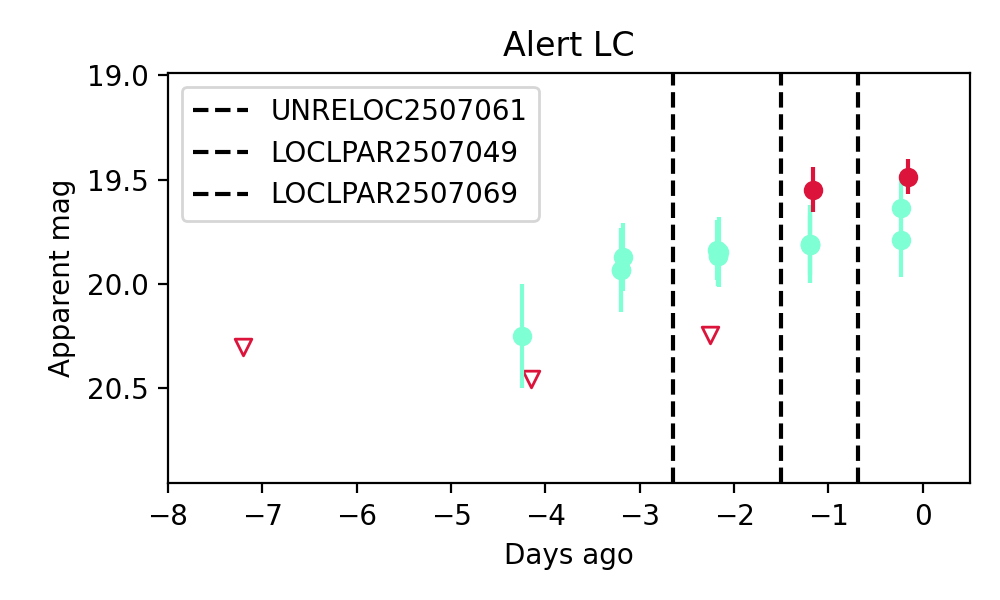 Alert LC
19.0
19.5
20.0
20.5
Apparent mag
UNRELOC2507061
LOCLPAR2507049
LOCLPAR2507069
−8 −7 −6 −5 −4 −3 −2 −1 0
Days ago